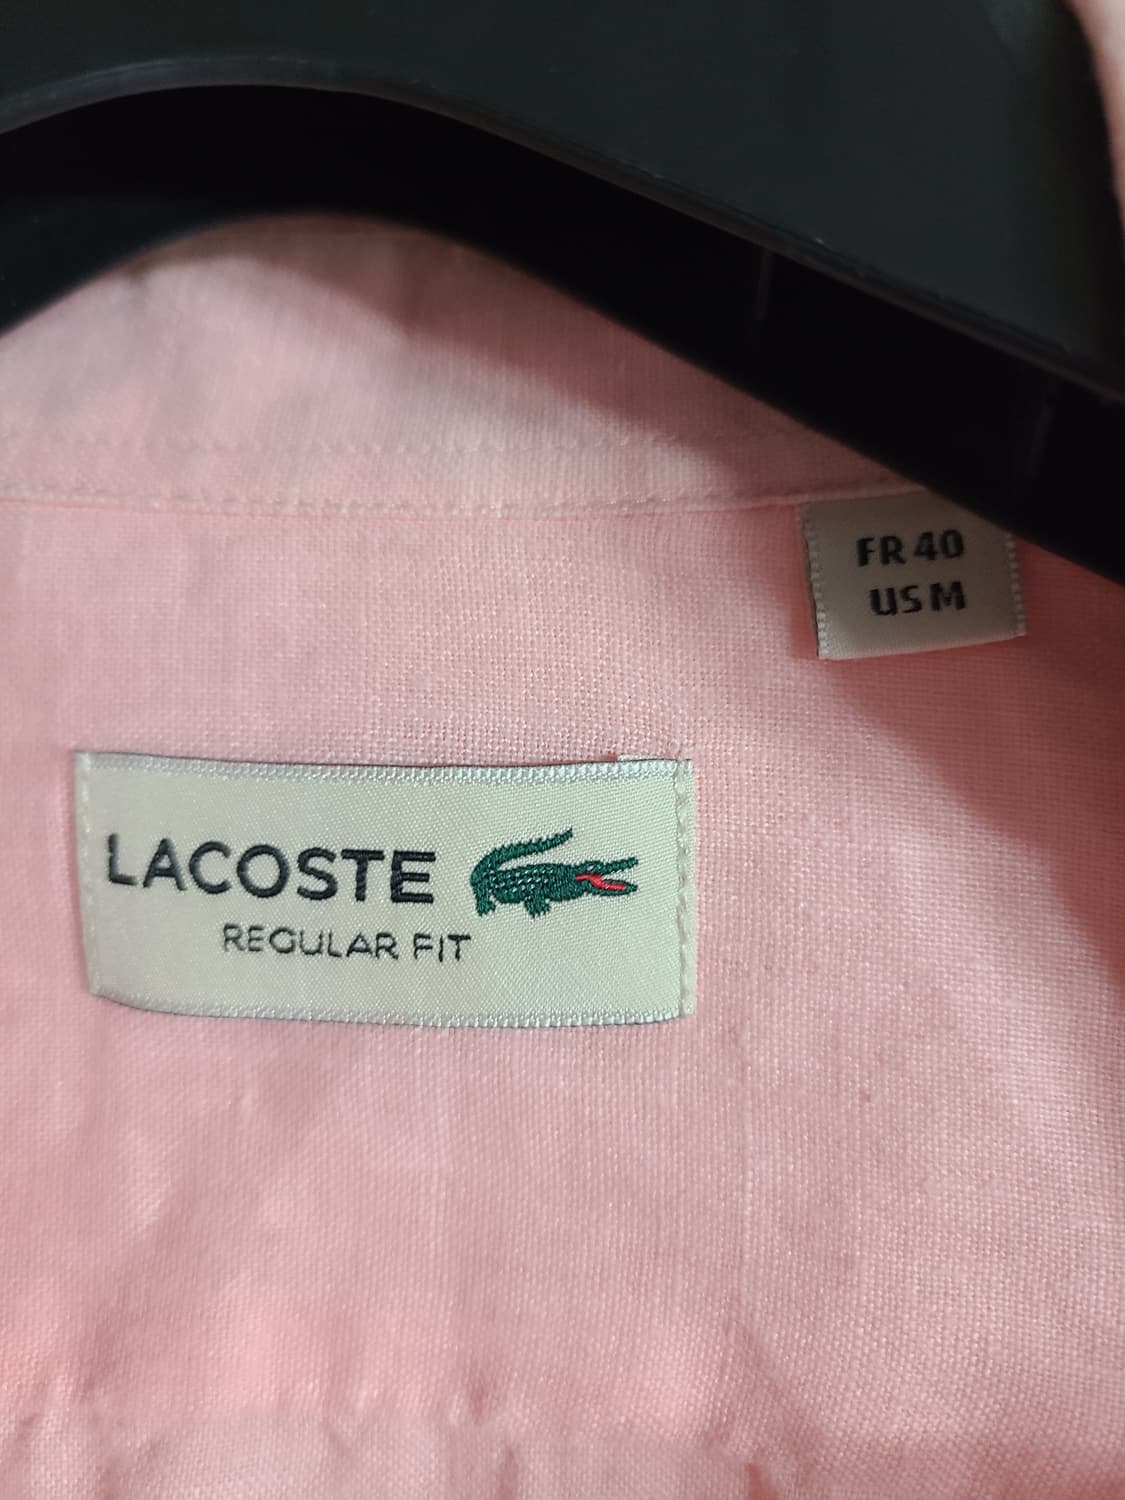 FR 40
US M
LACOSTE
REGULAR FIT